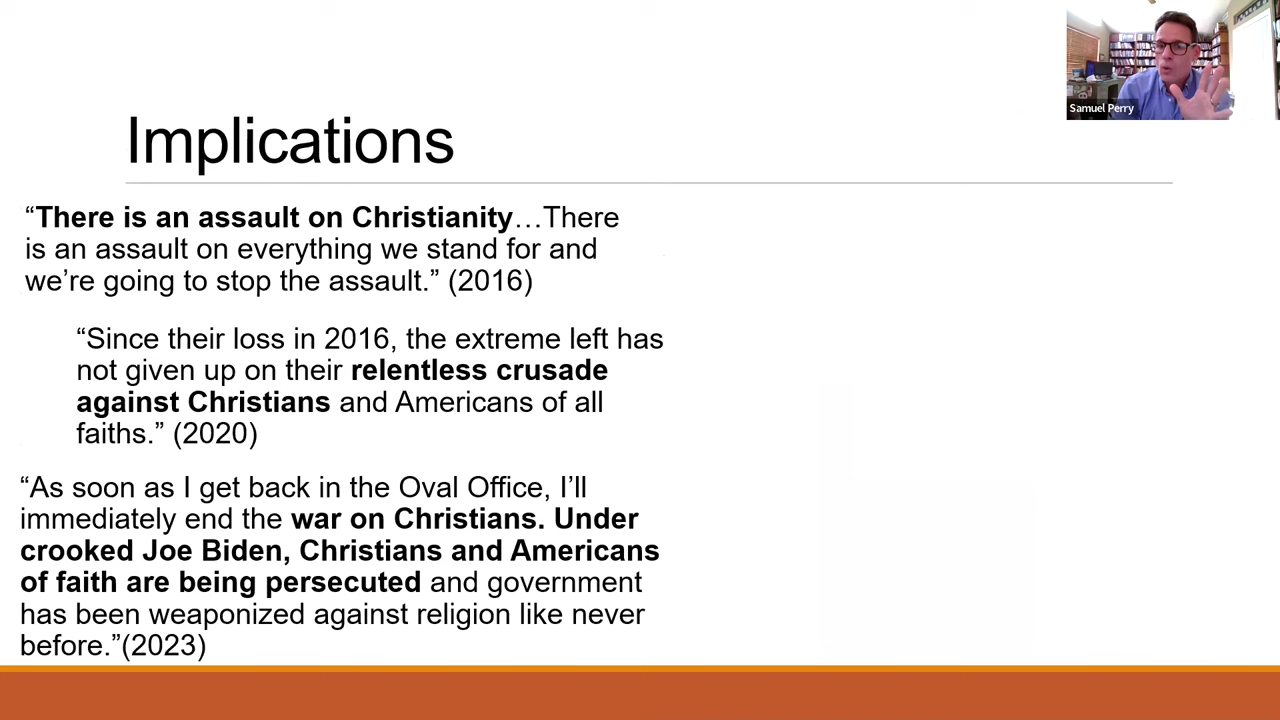 Samuel Perry
Implications
“There is an assault on Christianity…There
is an assault on everything we stand for and
we’re going to stop the assault.” (2016)
“Since their loss in 2016, the extreme left has
not given up on their relentless crusade
against Christians and Americans of all
faiths.” (2020)
“As soon as I get back in the Oval Office, I’ll
immediately end the war on Christians. Under
crooked Joe Biden, Christians and Americans
of faith are being persecuted and government
has been weaponized against religion like never
before.”(2023)